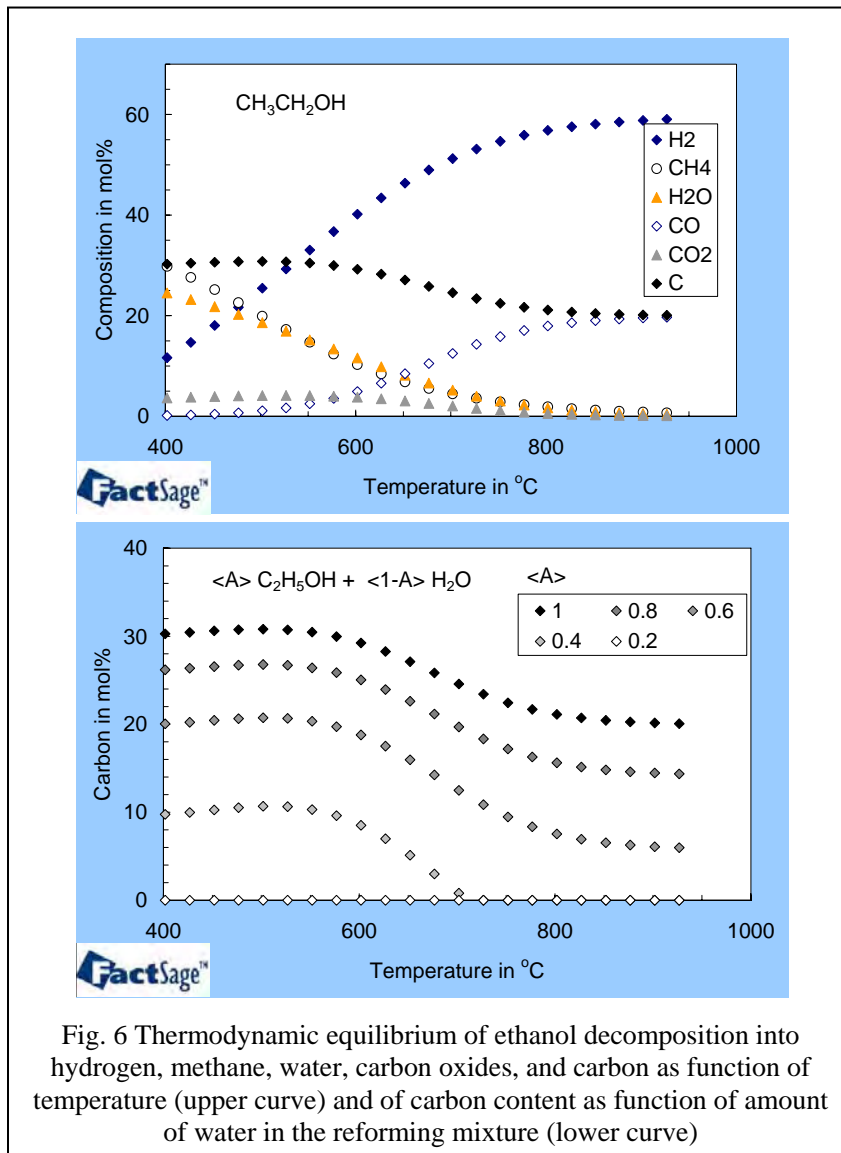 CH₃CH₂OH
Composition in mol%
60
40
20
0
H2
CH4
H2O
CO
CO2
C
400 600 800 1000
Temperature in °C
FactSage™
<A> C₂H₅OH + <1-A> H₂O <A>
1 0.8 0.6
0.4 0.2
Carbon in mol%
40
30
20
10
0
400 600 800 1000
Temperature in °C
FactSage™
Fig. 6 Thermodynamic equilibrium of ethanol decomposition into
hydrogen, methane, water, carbon oxides, and carbon as function of
temperature (upper curve) and of carbon content as function of amount
of water in the reforming mixture (lower curve)